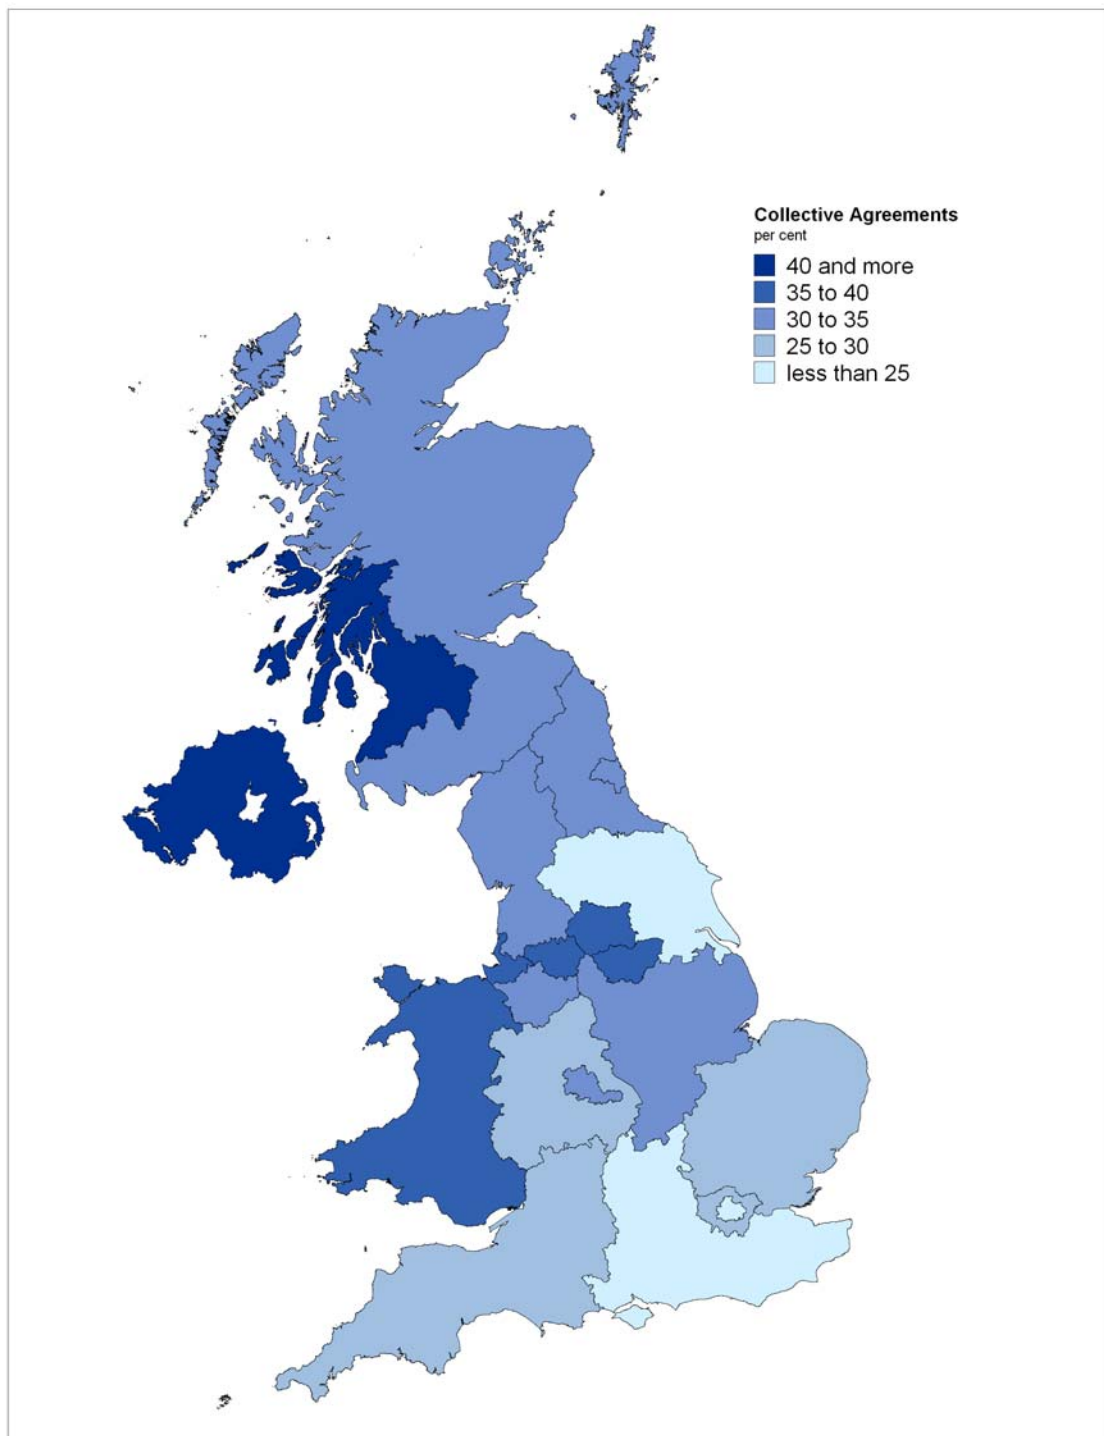 Collective Agreements
per cent
40 and more
35 to 40
30 to 35
25 to 30
less than 25